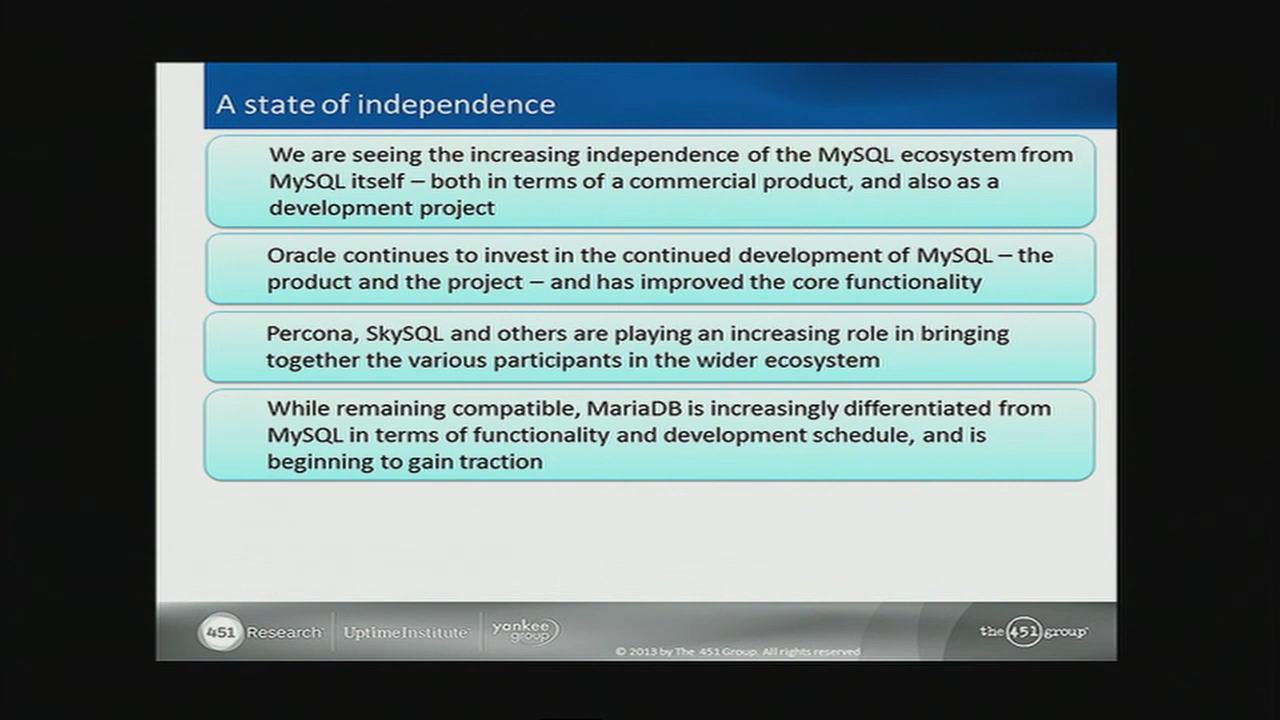 A state of independence
We are seeing the increasing independence of the MySQL ecosystem from
MySQL itself – both in terms of a commercial product, and also as a
development project
Oracle continues to invest in the continued development of MySQL – the
product and the project – and has improved the core functionality
Percona, SkySQL and others are playing an increasing role in bringing
together the various participants in the wider ecosystem
While remaining compatible, MariaDB is increasingly differentiated from
MySQL in terms of functionality and development schedule, and is
beginning to gain traction
451 Research
UptimeInstitute
yankee
group
the 451 group
© 2013 by The 451 Group. All rights reserved